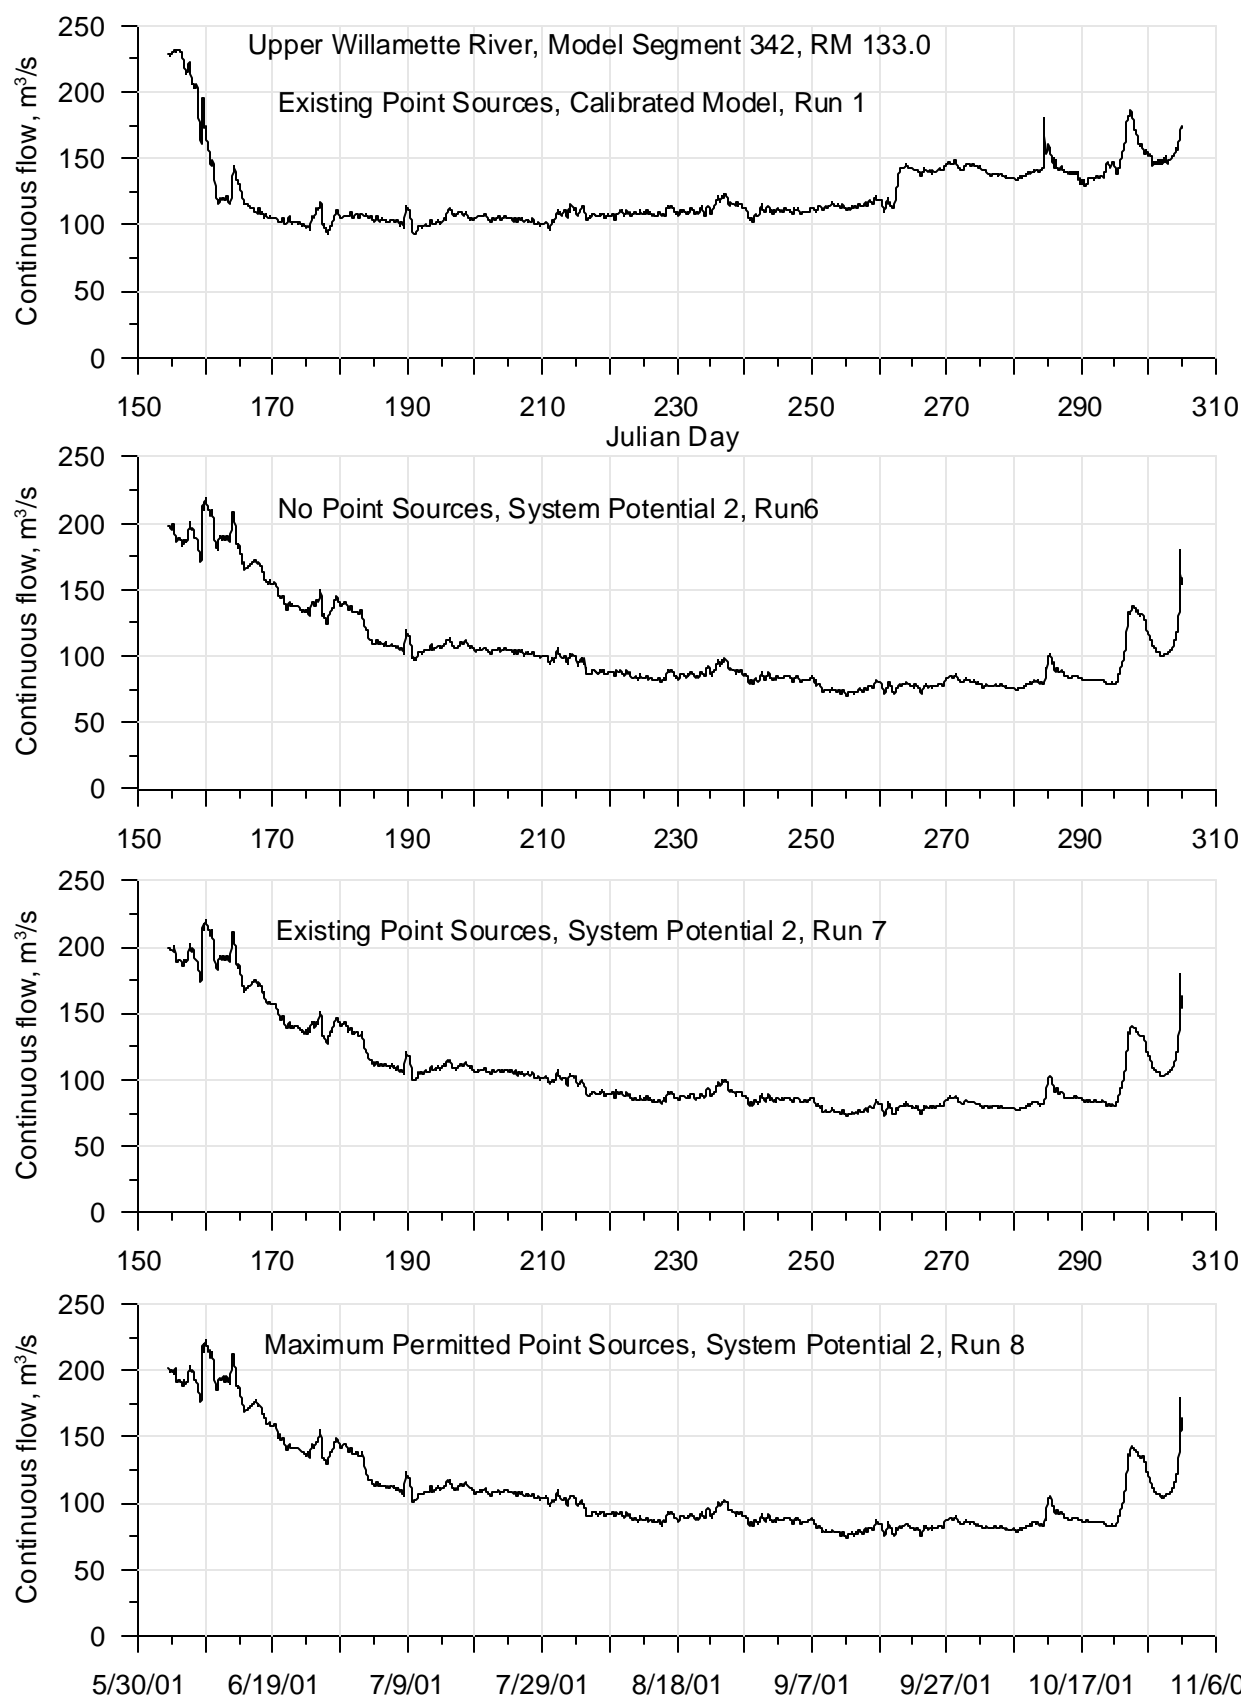 250
Upper Willamette River, Model Segment 342, RM 133.0
200
Existing Point Sources, Calibrated Model, Run 1
150
100
50
0
Continuous flow, m³/s
150 170 190 210 230 250 270 290 310
Julian Day
250
200
No Point Sources, System Potential 2, Run6
150
100
50
0
Continuous flow, m³/s
150 170 190 210 230 250 270 290 310
250
Existing Point Sources, System Potential 2, Run 7
200
150
100
50
0
Continuous flow, m³/s
150 170 190 210 230 250 270 290 310
250
Maximum Permitted Point Sources, System Potential 2, Run 8
200
150
100
50
0
Continuous flow, m³/s
5/30/01 6/19/01 7/9/01 7/29/01 8/18/01 9/7/01 9/27/01 10/17/01 11/6/0